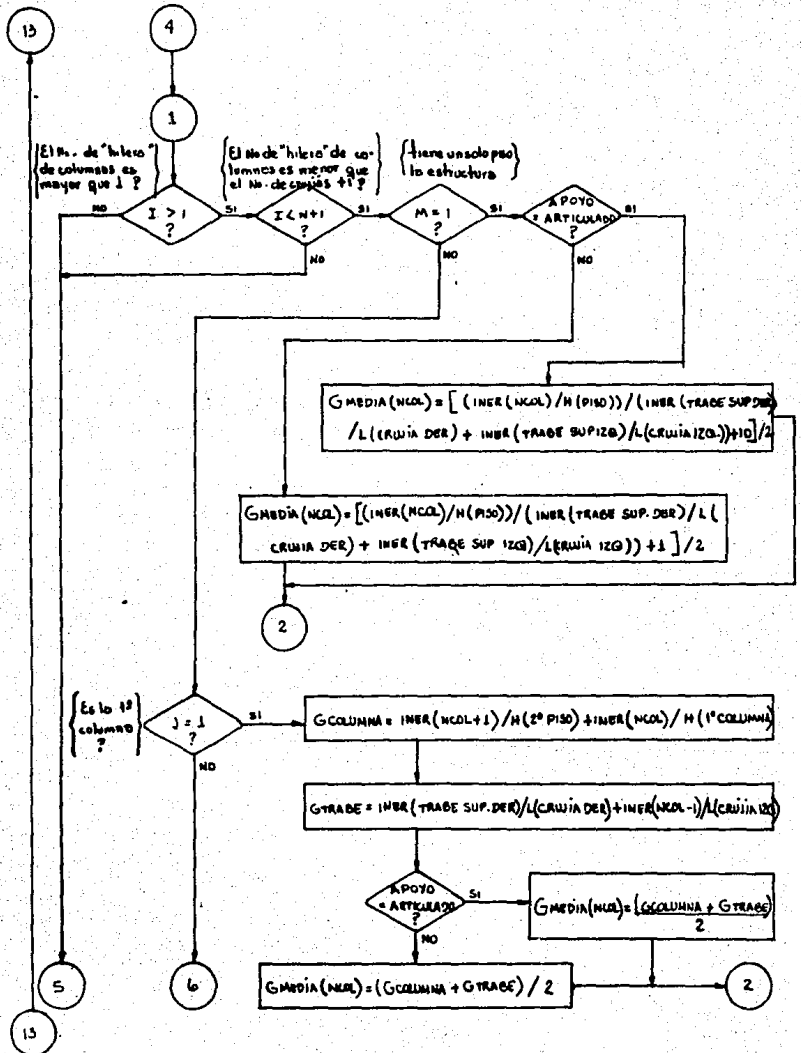 13
4
1
El No. de "hilera"
de columnas es
mayor que 1 ?
El No de "hilera" de co-
lumnas es menor que
el No. de crujías +1 ?
tiene un solo piso
la estructura
NO
I > 1
?
SI
I < N+1
?
SI
M = 1
?
SI
APOYO
= ARTICULADO
?
SI
NO
NO
NO
GMEDIA (NCOL) = [ (INER (NCOL) / H (PISO)) / (INER (TRABE SUP DER)
/ L (CRUJIA DER) + INER (TRABE SUP IZQ) / L (CRUJIA IZQ.)) +10 ] /2
GMEDIA (NCOL) = [(INER (NCOL) / H (PISO)) / ( INER (TRABE SUP. DER) / L (
CRUJIA DER) + INER (TRABE SUP IZQ) / L (CRUJIA IZQ)) +1 ] / 2
2
Es la 1ª
columna
?
J = 1
?
SI
NO
GCOLUMNA = INER (NCOL+1) / H (2º PISO) + INER (NCOL) / H (1º COLUMNA)
GTRABE = INER (TRABE SUP. DER) / L (CRUJIA DER) + INER (NCOL-1) / L (CRUJIA IZQ)
APOYO
= ARTICULADO
?
SI
NO
GMEDIA (NCOL) = (GCOLUMNA + GTRABE)
2
GMEDIA (NCOL) = (GCOLUMNA + GTRABE) / 2
2
5
6
13